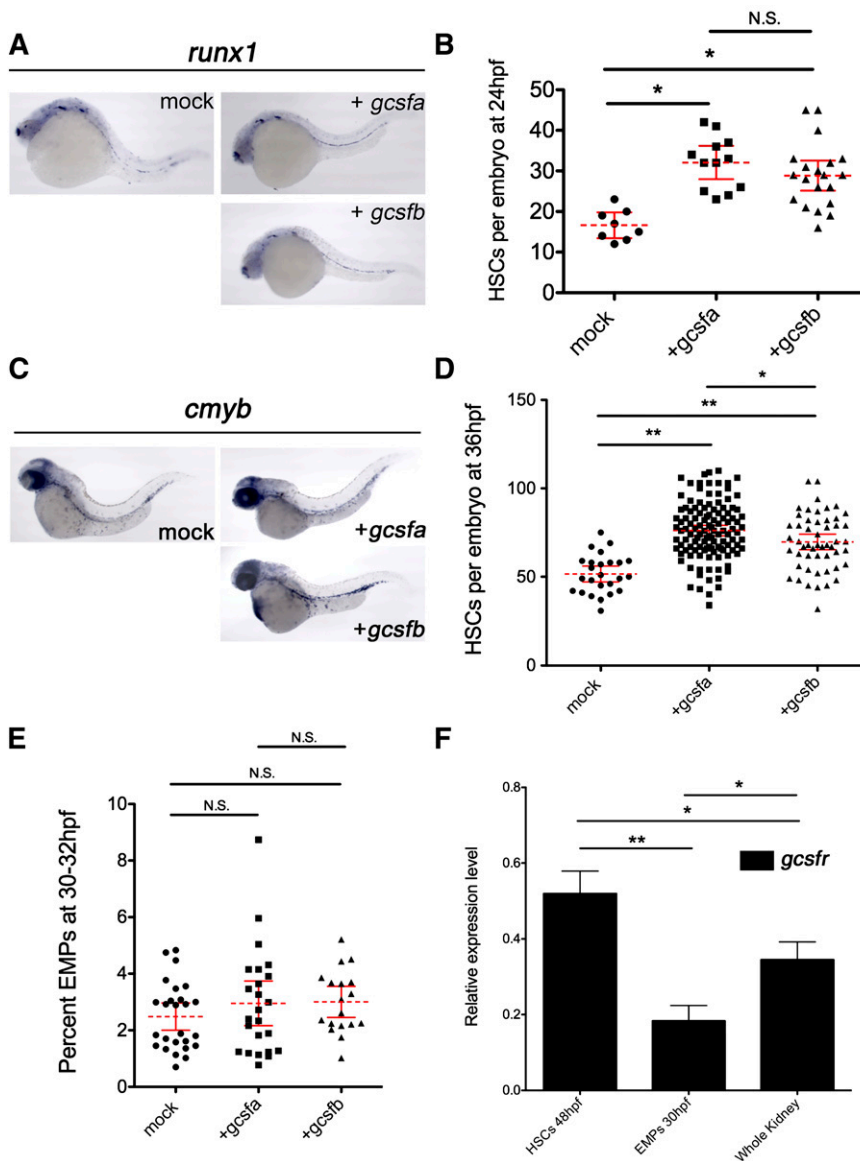 A
runx1
mock
+ gcsfa
+ gcsfb
B
N.S.
*
*
HSCs per embryo at 24hpf
50
40
30
20
10
0
mock
+gcsfa
+gcsfb
C
cmyb
mock
+gcsfa
+gcsfb
D
*
**
**
HSCs per embryo at 36hpf
150
100
50
0
mock
+gcsfa
+gcsfb
E
N.S.
N.S.
N.S.
Percent EMPs at 30-32hpf
10
8
6
4
2
0
mock
+gcsfa
+gcsfb
F
*
*
**
gcsfr
Relative expression level
0.8
0.6
0.4
0.2
0.0
HSCs 48hpf
EMPs 30hpf
Whole Kidney